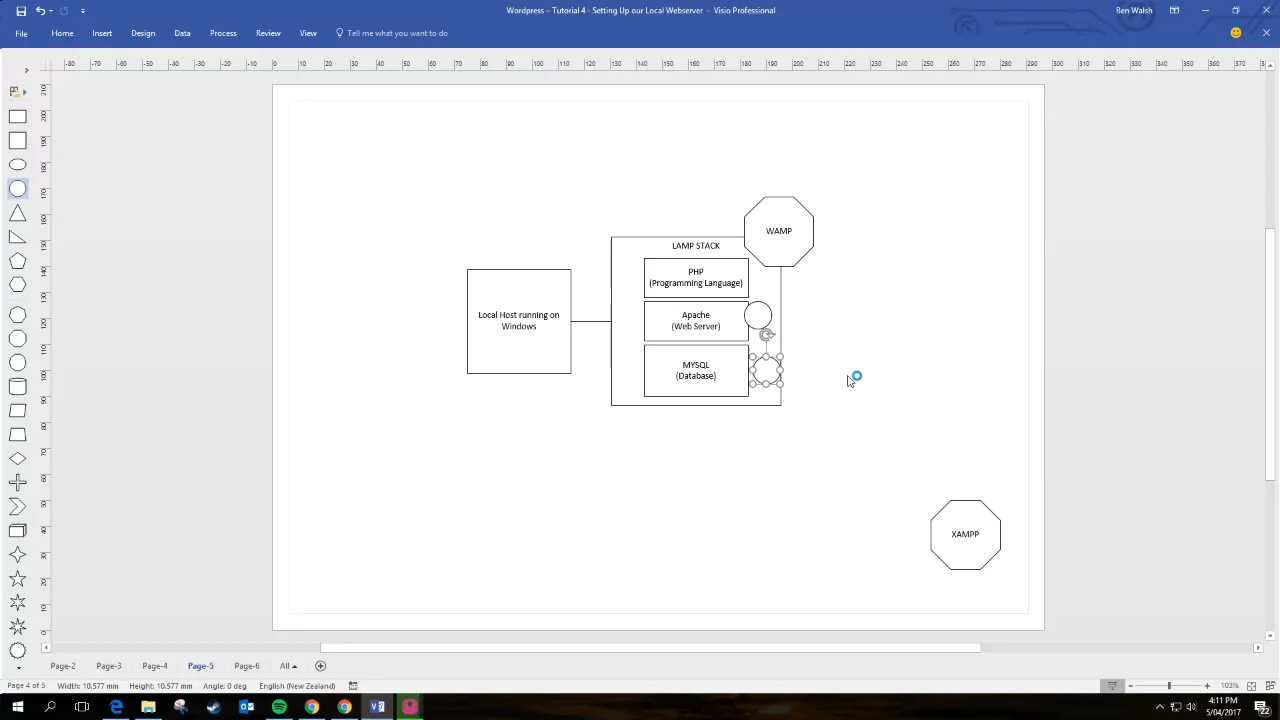 Wordpress - Tutorial 4 - Setting Up our Local Webserver - Visio Professional
Ben Walsh
File Home Insert Design Data Process Review View Tell me what you want to do
WAMP
LAMP STACK
PHP
(Programming Language)
Local Host running on
Windows
Apache
(Web Server)
MYSQL
(Database)
XAMPP
Page-2 Page-3 Page-4 Page-5 Page-6 All
Page 4 of 5 Width: 10.577 mm Height: 10.577 mm Angle: 0 deg English (New Zealand) 103%
4:11 PM
5/04/2017